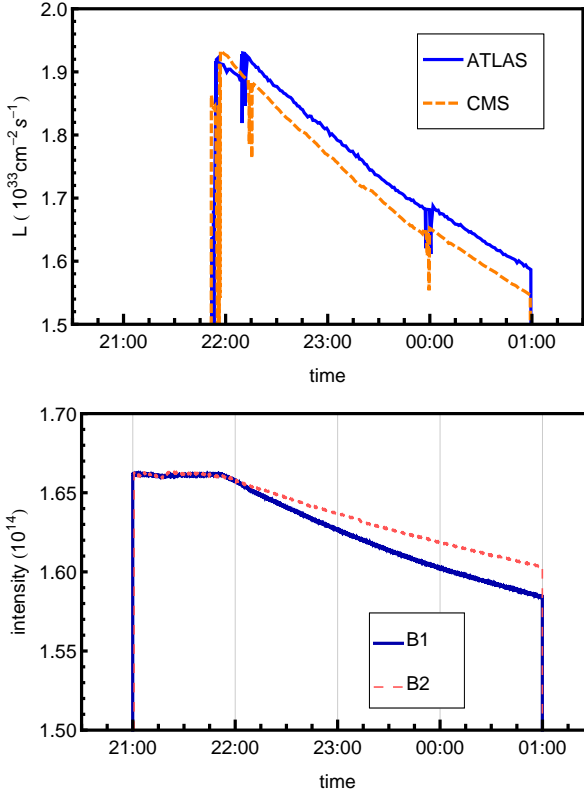 2.0
1.9
1.8
1.7
1.6
1.5
L ( 10³³cm⁻² s⁻¹)
ATLAS
CMS
21:00 22:00 23:00 00:00 01:00
time
1.70
1.65
1.60
1.55
1.50
intensity (10¹⁴)
B1
B2
21:00 22:00 23:00 00:00 01:00
time